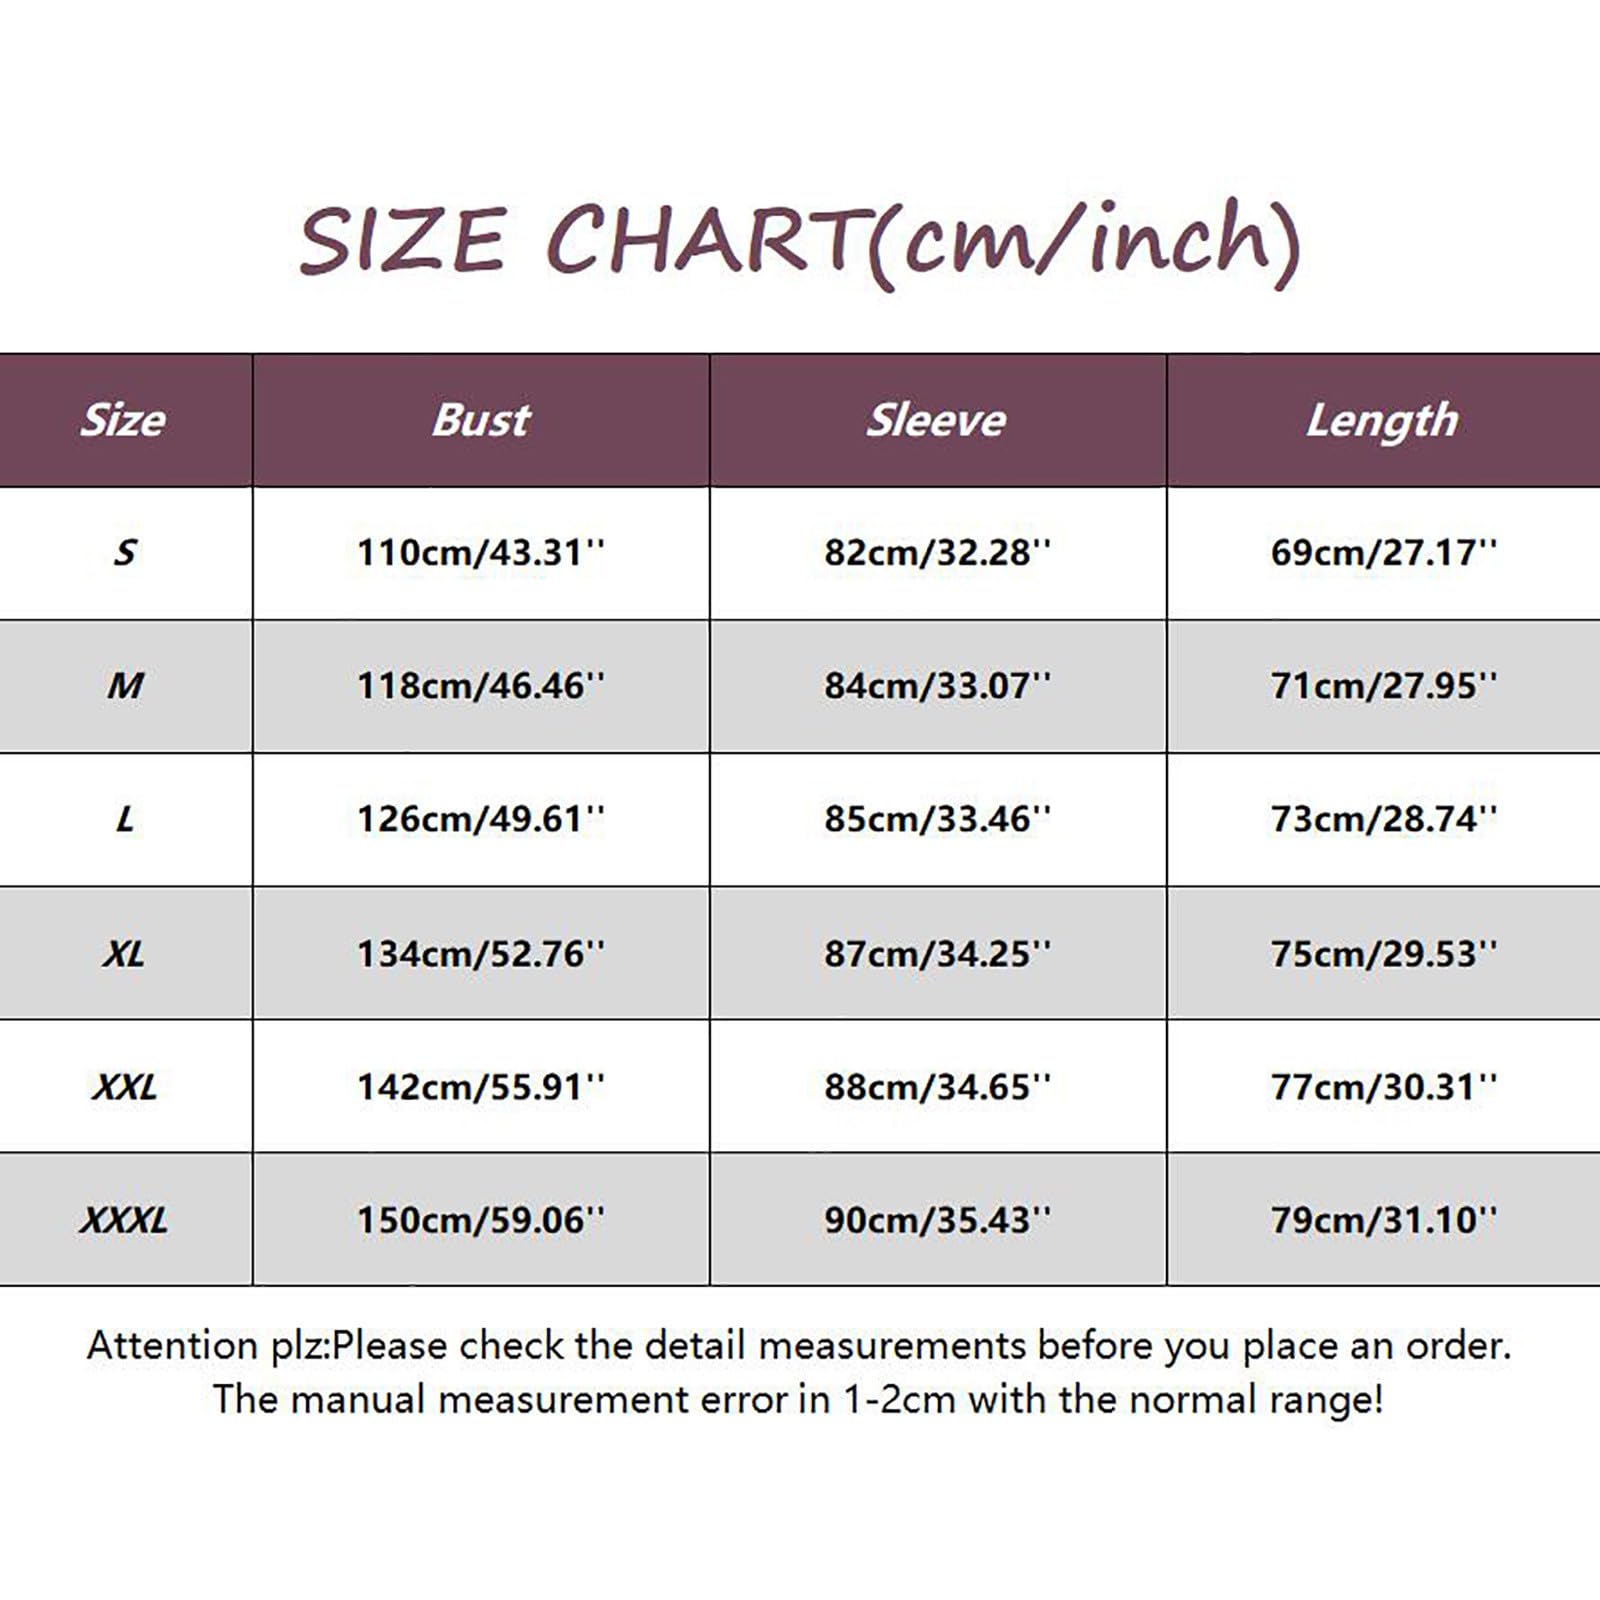 SIZE CHART(cm/inch)
Size Bust Sleeve Length
S 110cm/43.31'' 82cm/32.28'' 69cm/27.17''
M 118cm/46.46'' 84cm/33.07'' 71cm/27.95''
L 126cm/49.61'' 85cm/33.46'' 73cm/28.74''
XL 134cm/52.76'' 87cm/34.25'' 75cm/29.53''
XXL 142cm/55.91'' 88cm/34.65'' 77cm/30.31''
XXXL 150cm/59.06'' 90cm/35.43'' 79cm/31.10''
Attention plz:Please check the detail measurements before you place an order.
The manual measurement error in 1-2cm with the normal range!